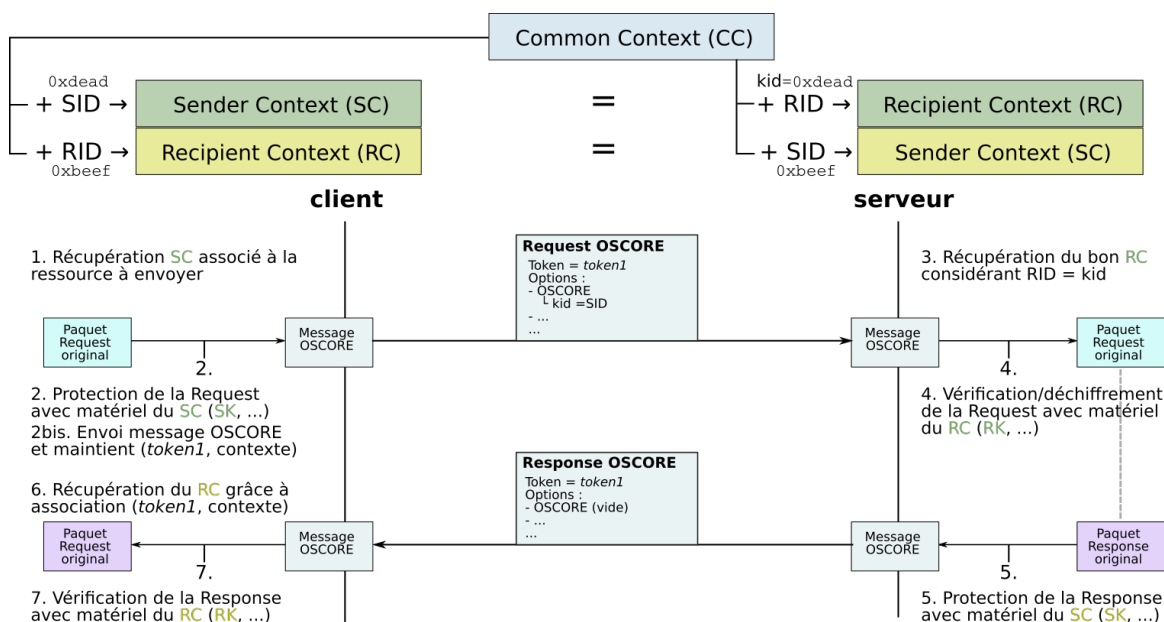 Common Context (CC)
0xdead
+ SID → Sender Context (SC)
=
kid=0xdead
+ RID → Recipient Context (RC)
+ RID → Recipient Context (RC)
0xbeef
=
+ SID → Sender Context (SC)
0xbeef
client
serveur
1. Récupération SC associé à la
ressource à envoyer
Request OSCORE
Token = token1
Options :
- OSCORE
└ kid =SID
- ...
...
3. Récupération du bon RC
considérant RID = kid
Paquet
Request
original
2.
Message
OSCORE
Message
OSCORE
4.
Paquet
Request
original
2. Protection de la Request
avec matériel du SC (SK, ...)
2bis. Envoi message OSCORE
et maintient (token1, contexte)
4. Vérification/déchiffrement
de la Request avec matériel
du RC (RK, ...)
Response OSCORE
Token = token1
Options :
- OSCORE (vide)
- ...
...
6. Récupération du RC grâce à
association (token1, contexte)
Paquet
Request
original
7.
Message
OSCORE
Message
OSCORE
5.
Paquet
Response
original
7. Vérification de la Response
avec matériel du RC (RK, ...)
5. Protection de la Response
avec matériel du SC (SK, ...)